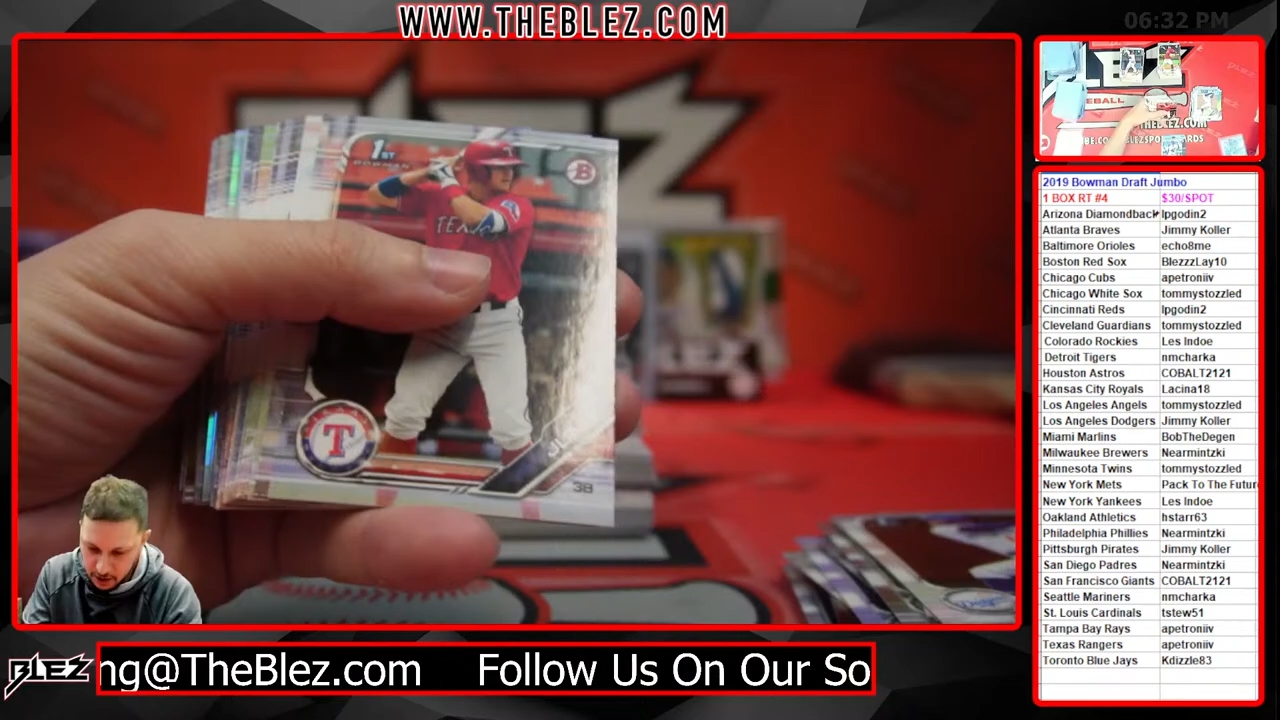 WWW.THEBLEZ.COM
06:32 PM
1ST
BOWMAN
B
TEXA
T
3B
2019 Bowman Draft Jumbo
1 BOX RT #4 $30/SPOT
Arizona Diamondback lpgodin2
Atlanta Braves Jimmy Koller
Baltimore Orioles echo8me
Boston Red Sox BlezzzLay10
Chicago Cubs apetroniiv
Chicago White Sox tommystozzled
Cincinnati Reds lpgodin2
Cleveland Guardians tommystozzled
Colorado Rockies Les Indoe
Detroit Tigers nmcharka
Houston Astros COBALT2121
Kansas City Royals Lacina18
Los Angeles Angels tommystozzled
Los Angeles Dodgers Jimmy Koller
Miami Marlins BobTheDegen
Milwaukee Brewers Nearmintzki
Minnesota Twins tommystozzled
New York Mets Pack To The Futur
New York Yankees Les Indoe
Oakland Athletics hstarr63
Philadelphia Phillies Nearmintzki
Pittsburgh Pirates Jimmy Koller
San Diego Padres Nearmintzki
San Francisco Giants COBALT2121
Seattle Mariners nmcharka
St. Louis Cardinals tstew51
Tampa Bay Rays apetroniiv
Texas Rangers apetroniiv
Toronto Blue Jays Kdizzle83
BLEZ
ng@TheBlez.com Follow Us On Our So